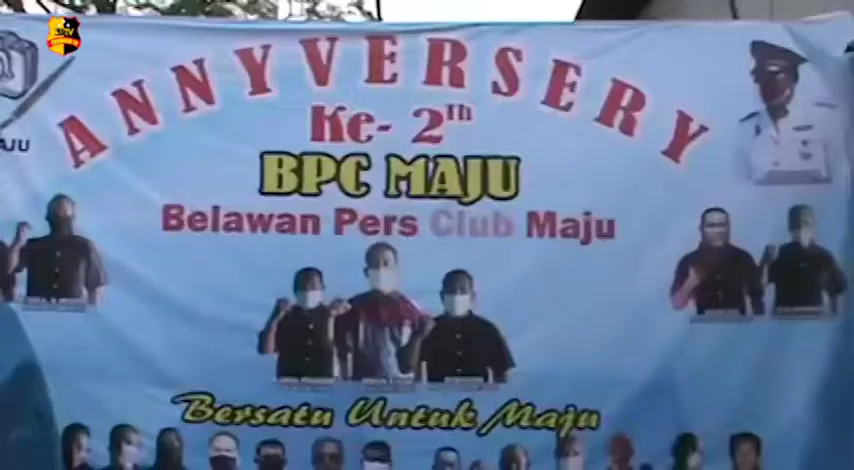 ANNYVERSERY
Ke- 2th
BPC MAJU
Belawan Pers Club Maju
Bersatu Untuk Maju